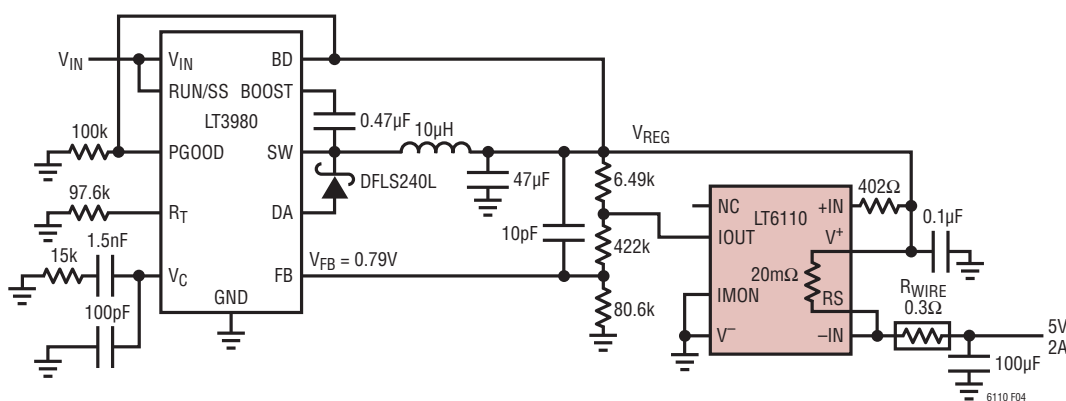 V_IN
V_IN
BD
RUN/SS
BOOST
LT3980
0.47µF
10µH
V_REG
100k
PGOOD
SW
DFLS240L
47µF
6.49k
402Ω
NC
LT6110
+IN
97.6k
R_T
DA
10pF
IOUT
V⁺
0.1µF
422k
1.5nF
15k
V_FB = 0.79V
20mΩ
V_C
FB
IMON
RS
R_WIRE
0.3Ω
GND
100pF
80.6k
V⁻
–IN
5V
2A
100µF
6110 F04